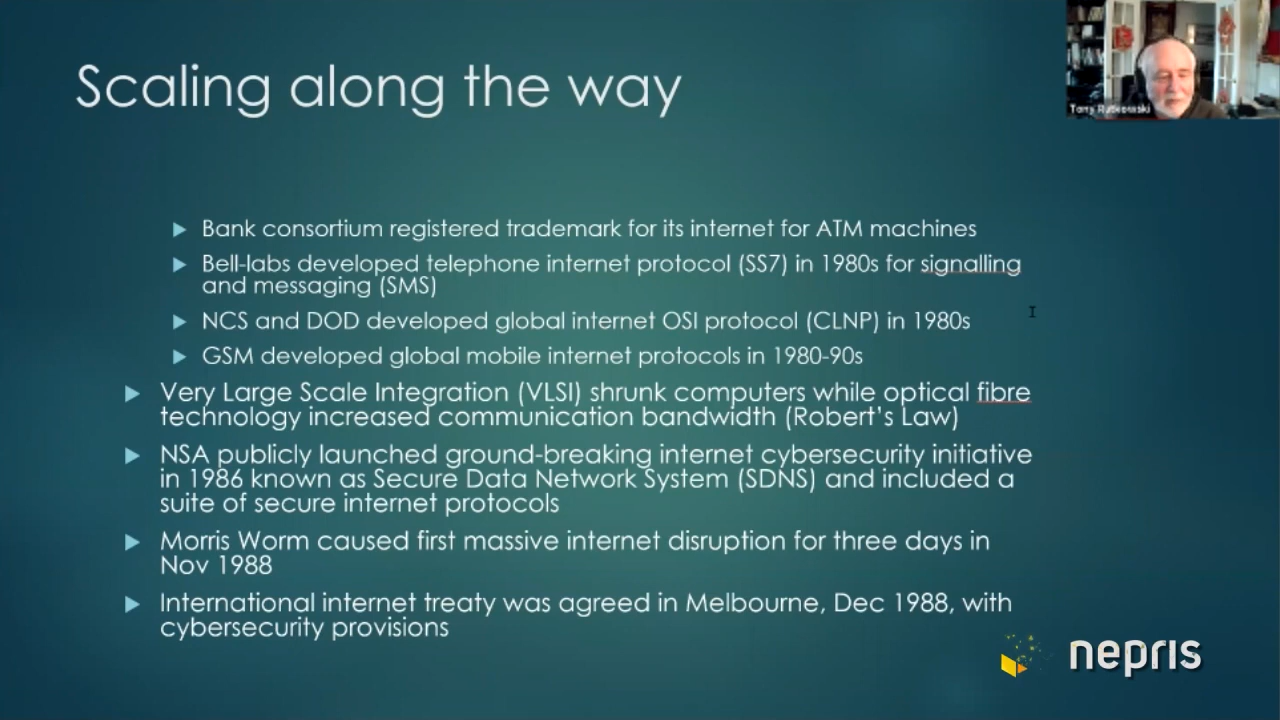 Scaling along the way
Tony Rutkowski
Bank consortium registered trademark for its internet for ATM machines
Bell-labs developed telephone internet protocol (SS7) in 1980s for signalling
and messaging (SMS)
NCS and DOD developed global internet OSI protocol (CLNP) in 1980s
GSM developed global mobile internet protocols in 1980-90s
Very Large Scale Integration (VLSI) shrunk computers while optical fibre
technology increased communication bandwidth (Robert's Law)
NSA publicly launched ground-breaking internet cybersecurity initiative
in 1986 known as Secure Data Network System (SDNS) and included a
suite of secure internet protocols
Morris Worm caused first massive internet disruption for three days in
Nov 1988
International internet treaty was agreed in Melbourne, Dec 1988, with
cybersecurity provisions
nepris